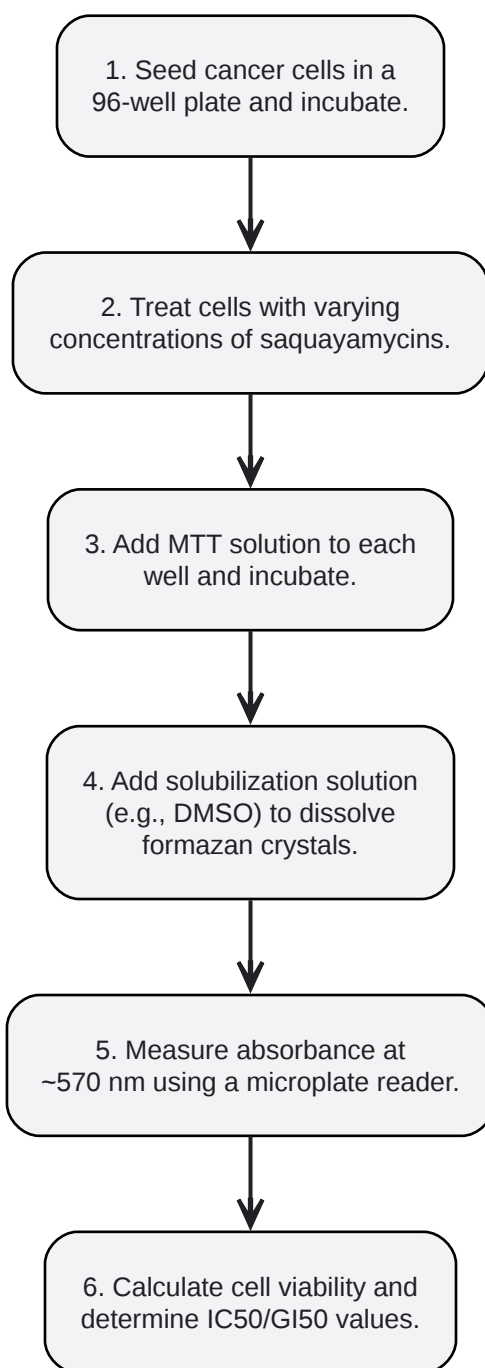 1. Seed cancer cells in a
96-well plate and incubate.
2. Treat cells with varying
concentrations of saquayamycins.
3. Add MTT solution to each
well and incubate.
4. Add solubilization solution
(e.g., DMSO) to dissolve
formazan crystals.
5. Measure absorbance at
~570 nm using a microplate reader.
6. Calculate cell viability and
determine IC50/GI50 values.